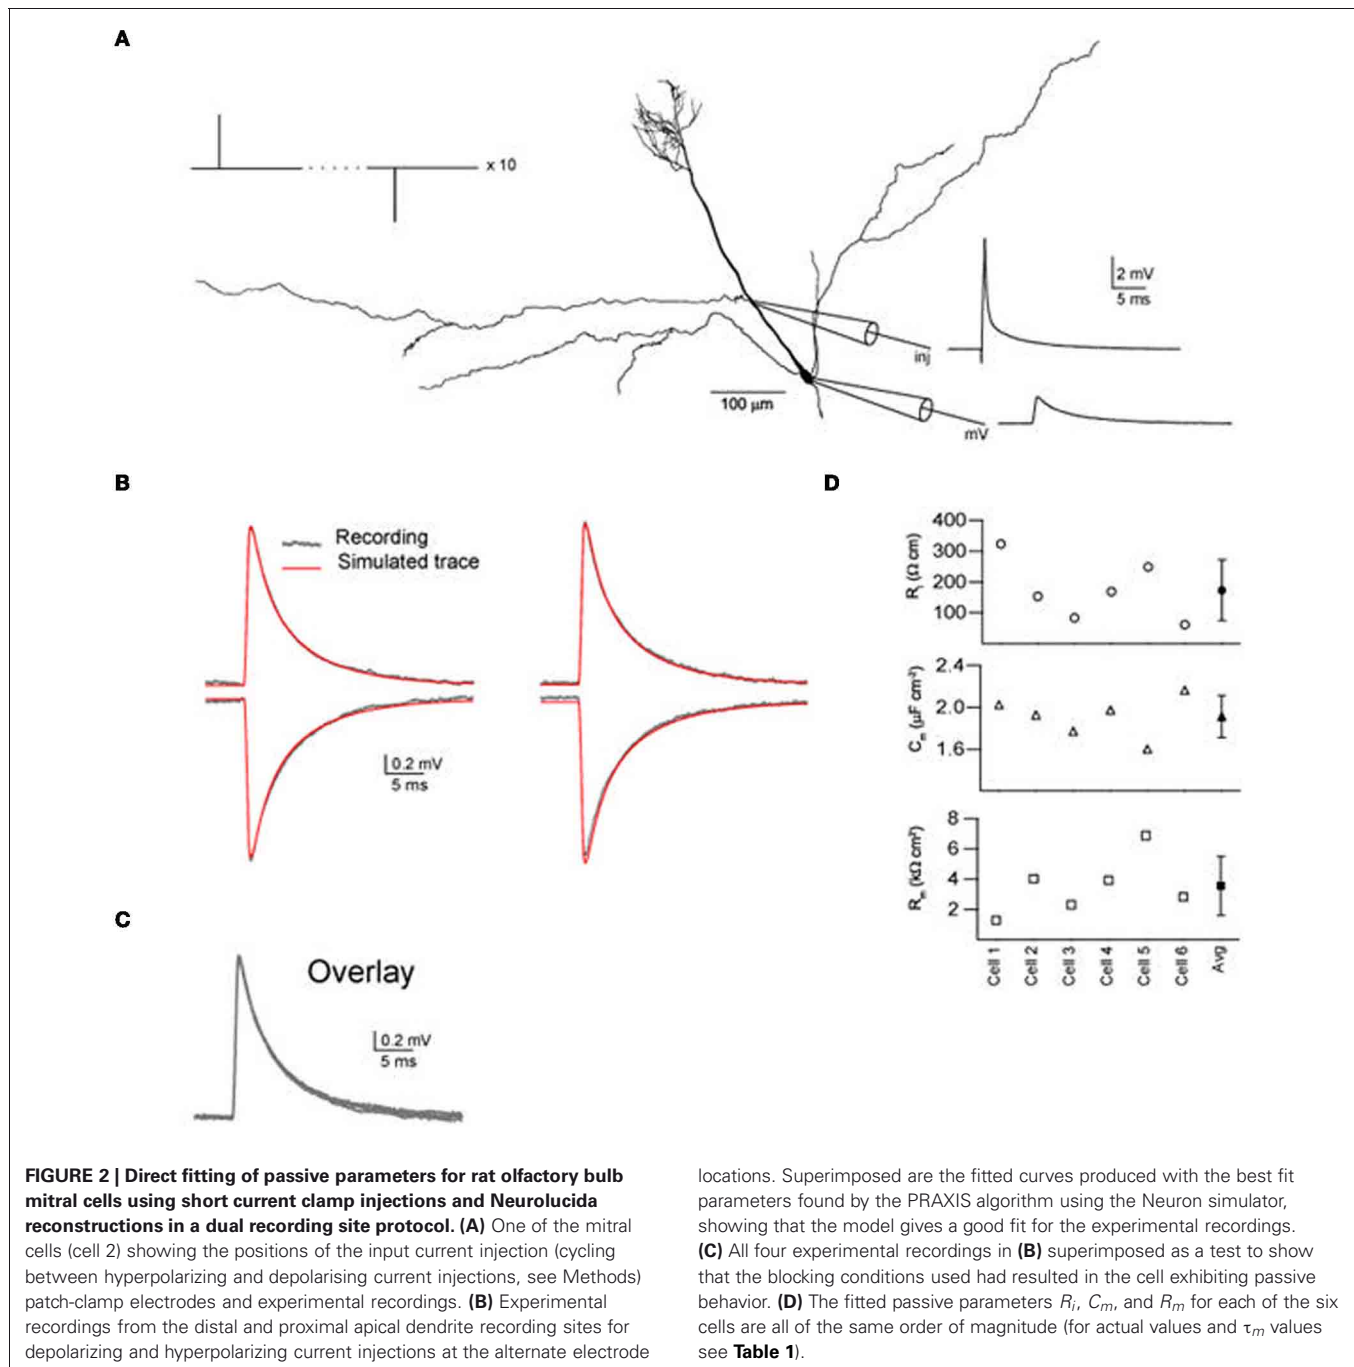 A
x 10
2 mV
5 ms
inj
100 µm
mV
B
Recording
Simulated trace
0.2 mV
5 ms
C
Overlay
0.2 mV
5 ms
D
400
300
200
100
Ri (Ω cm)
2.4
2.0
1.6
Cm (µF cm²)
8
6
4
2
Rm (kΩ cm²)
Cell 1
Cell 2
Cell 3
Cell 4
Cell 5
Cell 6
Avg
FIGURE 2 | Direct fitting of passive parameters for rat olfactory bulb
mitral cells using short current clamp injections and Neurolucida
reconstructions in a dual recording site protocol. (A) One of the mitral
cells (cell 2) showing the positions of the input current injection (cycling
between hyperpolarizing and depolarising current injections, see Methods)
patch-clamp electrodes and experimental recordings. (B) Experimental
recordings from the distal and proximal apical dendrite recording sites for
depolarizing and hyperpolarizing current injections at the alternate electrode
locations. Superimposed are the fitted curves produced with the best fit
parameters found by the PRAXIS algorithm using the Neuron simulator,
showing that the model gives a good fit for the experimental recordings.
(C) All four experimental recordings in (B) superimposed as a test to show
that the blocking conditions used had resulted in the cell exhibiting passive
behavior. (D) The fitted passive parameters Ri, Cm, and Rm for each of the six
cells are all of the same order of magnitude (for actual values and τm values
see Table 1).